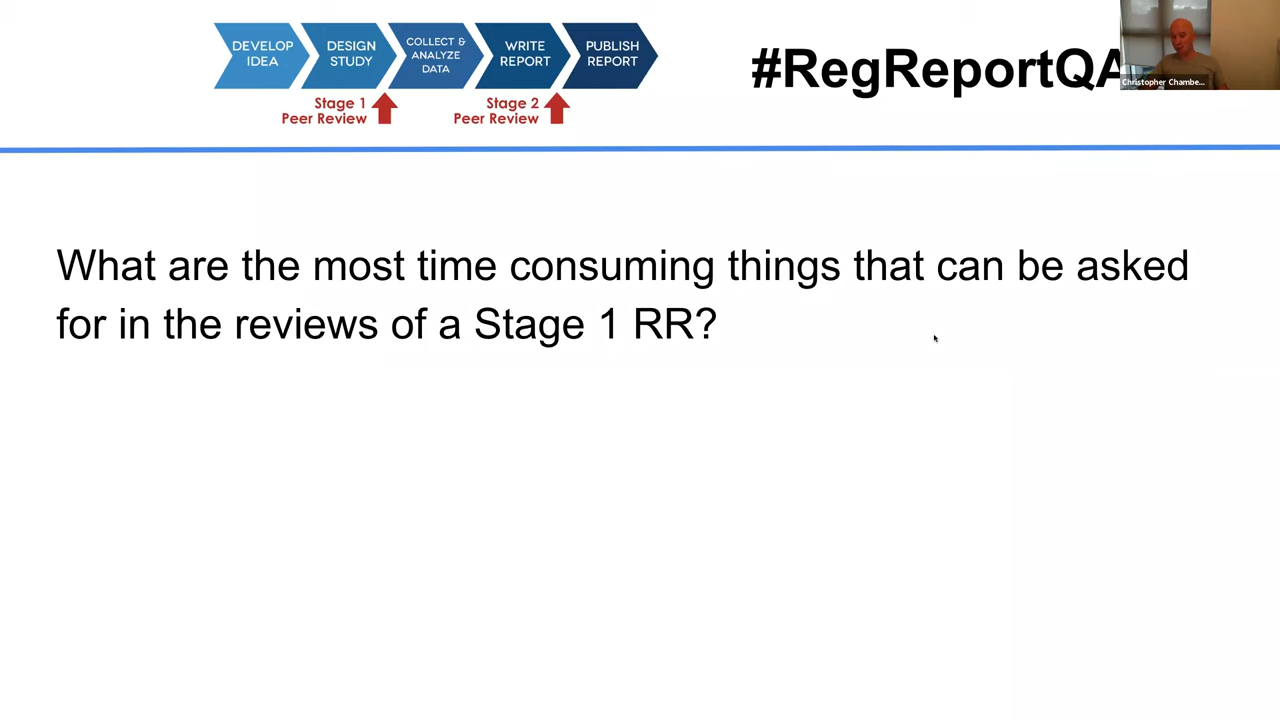 DEVELOP
IDEA
DESIGN
STUDY
COLLECT &
ANALYZE
DATA
WRITE
REPORT
PUBLISH
REPORT
Stage 1
Peer Review
Stage 2
Peer Review
#RegReportQA
Christopher Chambe...
What are the most time consuming things that can be asked
for in the reviews of a Stage 1 RR?